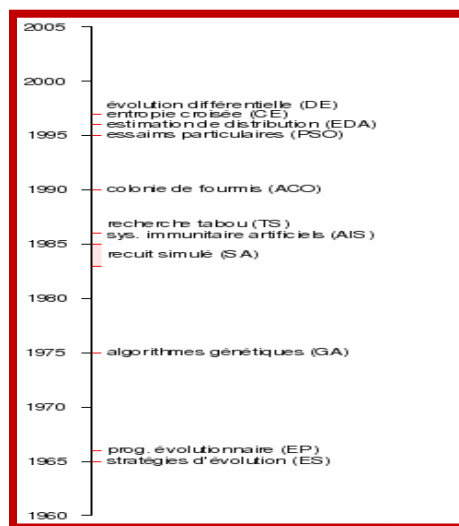 2005
2000
évolution différentielle (DE)
entropie croisée (CE)
estimation de distribution (EDA)
1995 essaims particulaires (PSO)
1990 colonie de fourmis (ACO)
recherche tabou (TS)
sys. immunitaire artificiels (AIS)
1985
recuit simulé (SA)
1980
1975 algorithmes génétiques (GA)
1970
prog. évolutionnaire (EP)
1965 stratégies d'évolution (ES)
1960